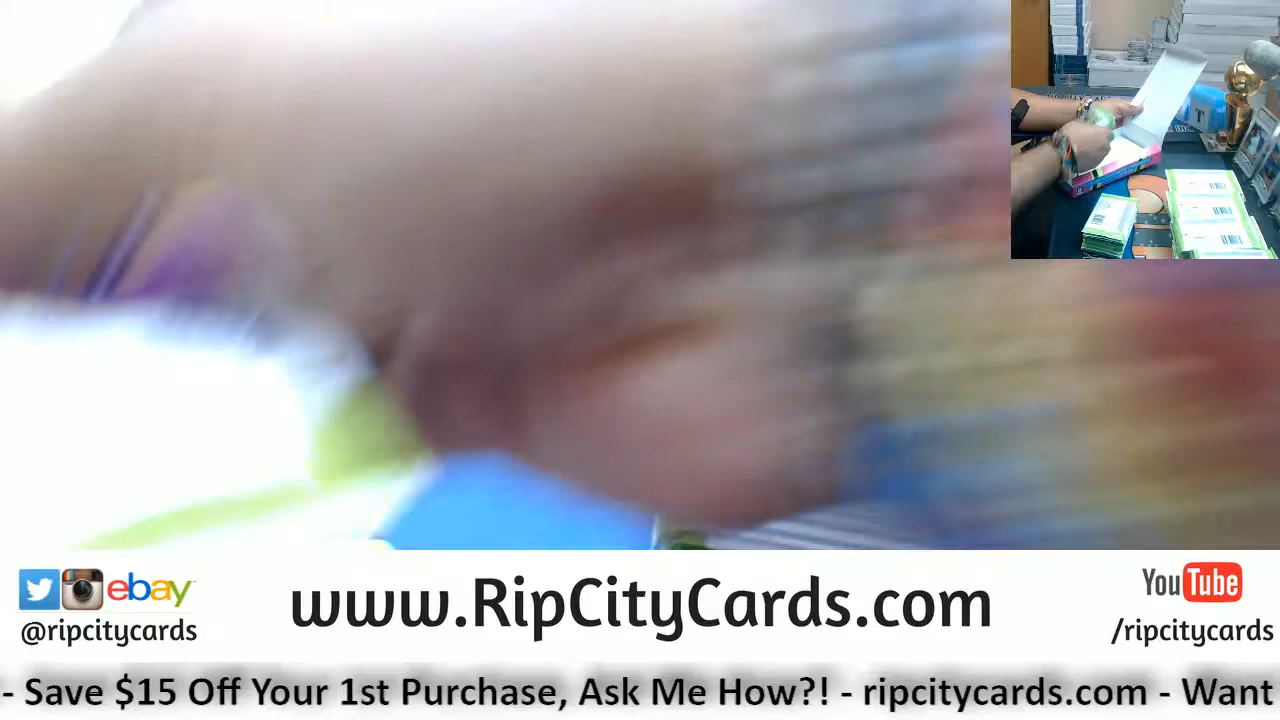 www.RipCityCards.com
ebay
@ripcitycards
YouTube
/ripcitycards
- Save $15 Off Your 1st Purchase, Ask Me How?! - ripcitycards.com - Want